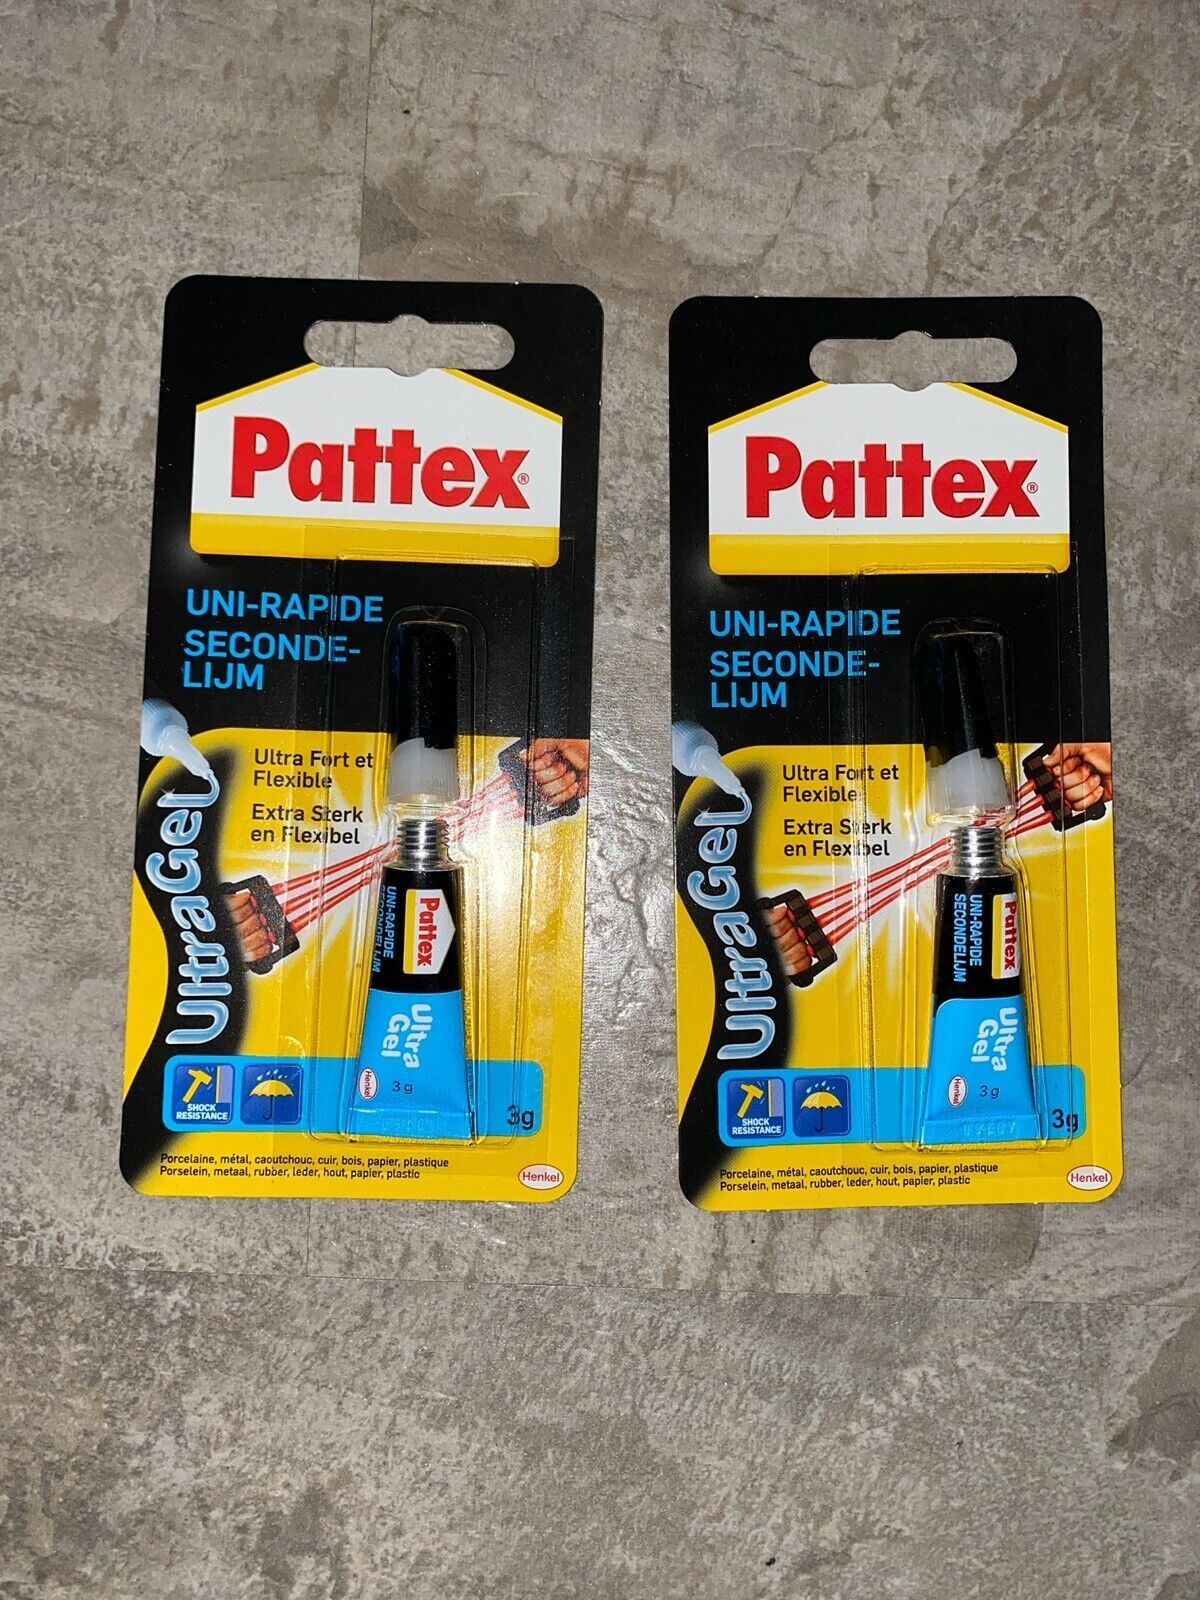 Pattex®
UNI-RAPIDE
SECONDE-
LIJM
Ultra Fort et
Flexible
Extra Sterk
en Flexibel
UltraGel
Pattex
UNI-RAPIDE
SECONDELIJM
Ultra
Gel
Henkel
3 g
SHOCK
RESISTANCE
3g
Porcelaine, métal, caoutchouc, cuir, bois, papier, plastique
Porselein, metaal, rubber, leder, hout, papier, plastic
Henkel
Pattex®
UNI-RAPIDE
SECONDE-
LIJM
Ultra Fort et
Flexible
Extra Sterk
en Flexibel
UltraGel
Pattex
UNI-RAPIDE
SECONDELIJM
Ultra
Gel
Henkel
3 g
SHOCK
RESISTANCE
3g
Porcelaine, métal, caoutchouc, cuir, bois, papier, plastique
Porselein, metaal, rubber, leder, hout, papier, plastic
Henkel